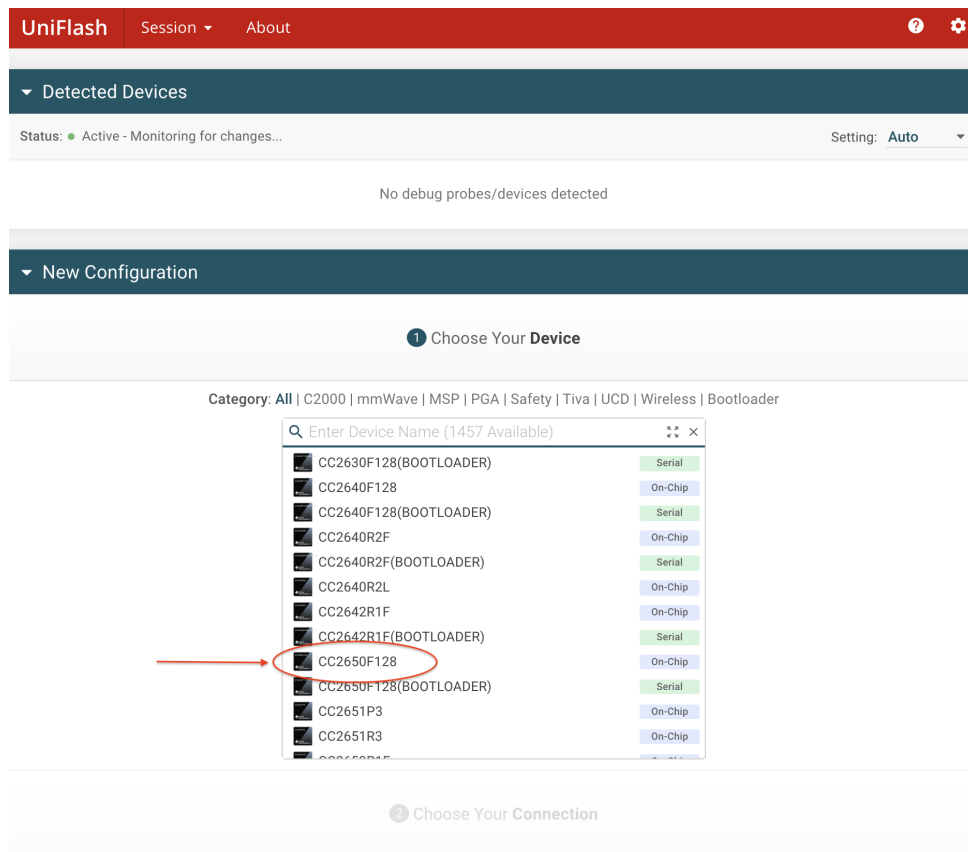 UniFlash Session About
Detected Devices
Status: Active - Monitoring for changes... Setting: Auto
No debug probes/devices detected
New Configuration
1 Choose Your Device
Category: All | C2000 | mmWave | MSP | PGA | Safety | Tiva | UCD | Wireless | Bootloader
Enter Device Name (1457 Available)
CC2630F128(BOOTLOADER) Serial
CC2640F128 On-Chip
CC2640F128(BOOTLOADER) Serial
CC2640R2F On-Chip
CC2640R2F(BOOTLOADER) Serial
CC2640R2L On-Chip
CC2642R1F On-Chip
CC2642R1F(BOOTLOADER) Serial
CC2650F128 On-Chip
CC2650F128(BOOTLOADER) Serial
CC2651P3 On-Chip
CC2651R3 On-Chip
2 Choose Your Connection